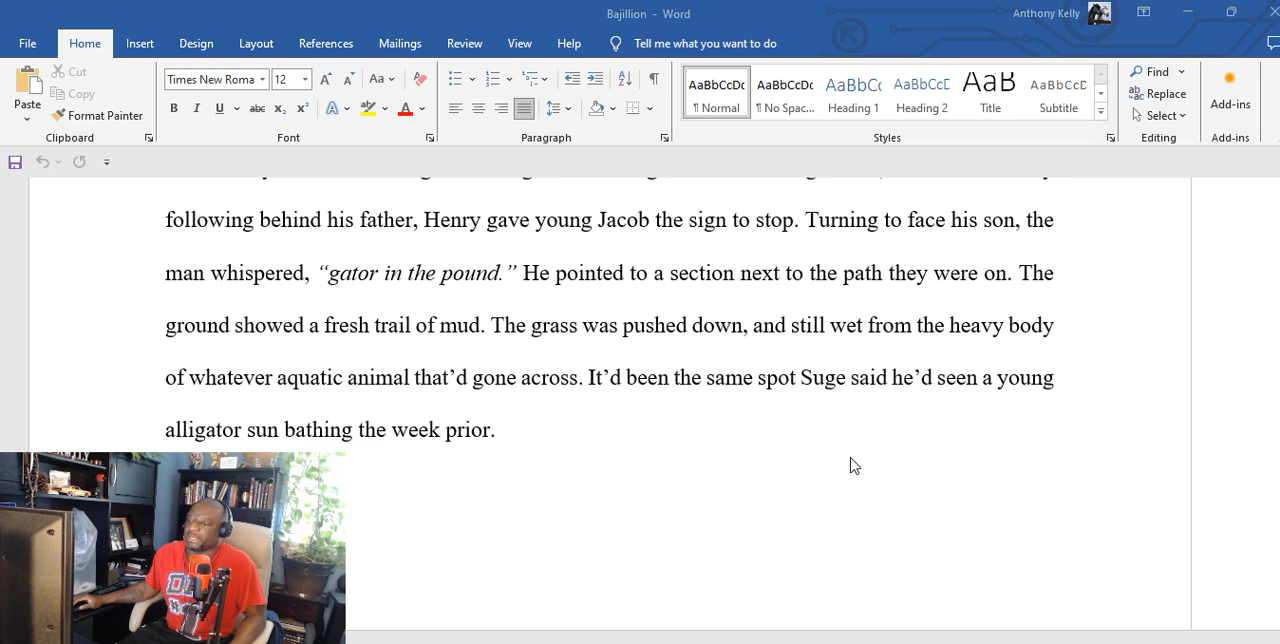 Bajillion - Word
Anthony Kelly
File Home Insert Design Layout References Mailings Review View Help Tell me what you want to do
Paste
Cut
Copy
Format Painter
Clipboard
Times New Roma 12
Aa
B I U abc x₂ x² A A
Font
Paragraph
AaBbCcDc AaBbCcDc AaBbCc AaBbCcE AaB AaBbCcD
¶ Normal ¶ No Spac... Heading 1 Heading 2 Title Subtitle
Styles
Find
Replace
Select
Editing
Add-ins
Add-ins
following behind his father, Henry gave young Jacob the sign to stop. Turning to face his son, the
man whispered, “gator in the pound.” He pointed to a section next to the path they were on. The
ground showed a fresh trail of mud. The grass was pushed down, and still wet from the heavy body
of whatever aquatic animal that’d gone across. It’d been the same spot Suge said he’d seen a young
alligator sun bathing the week prior.